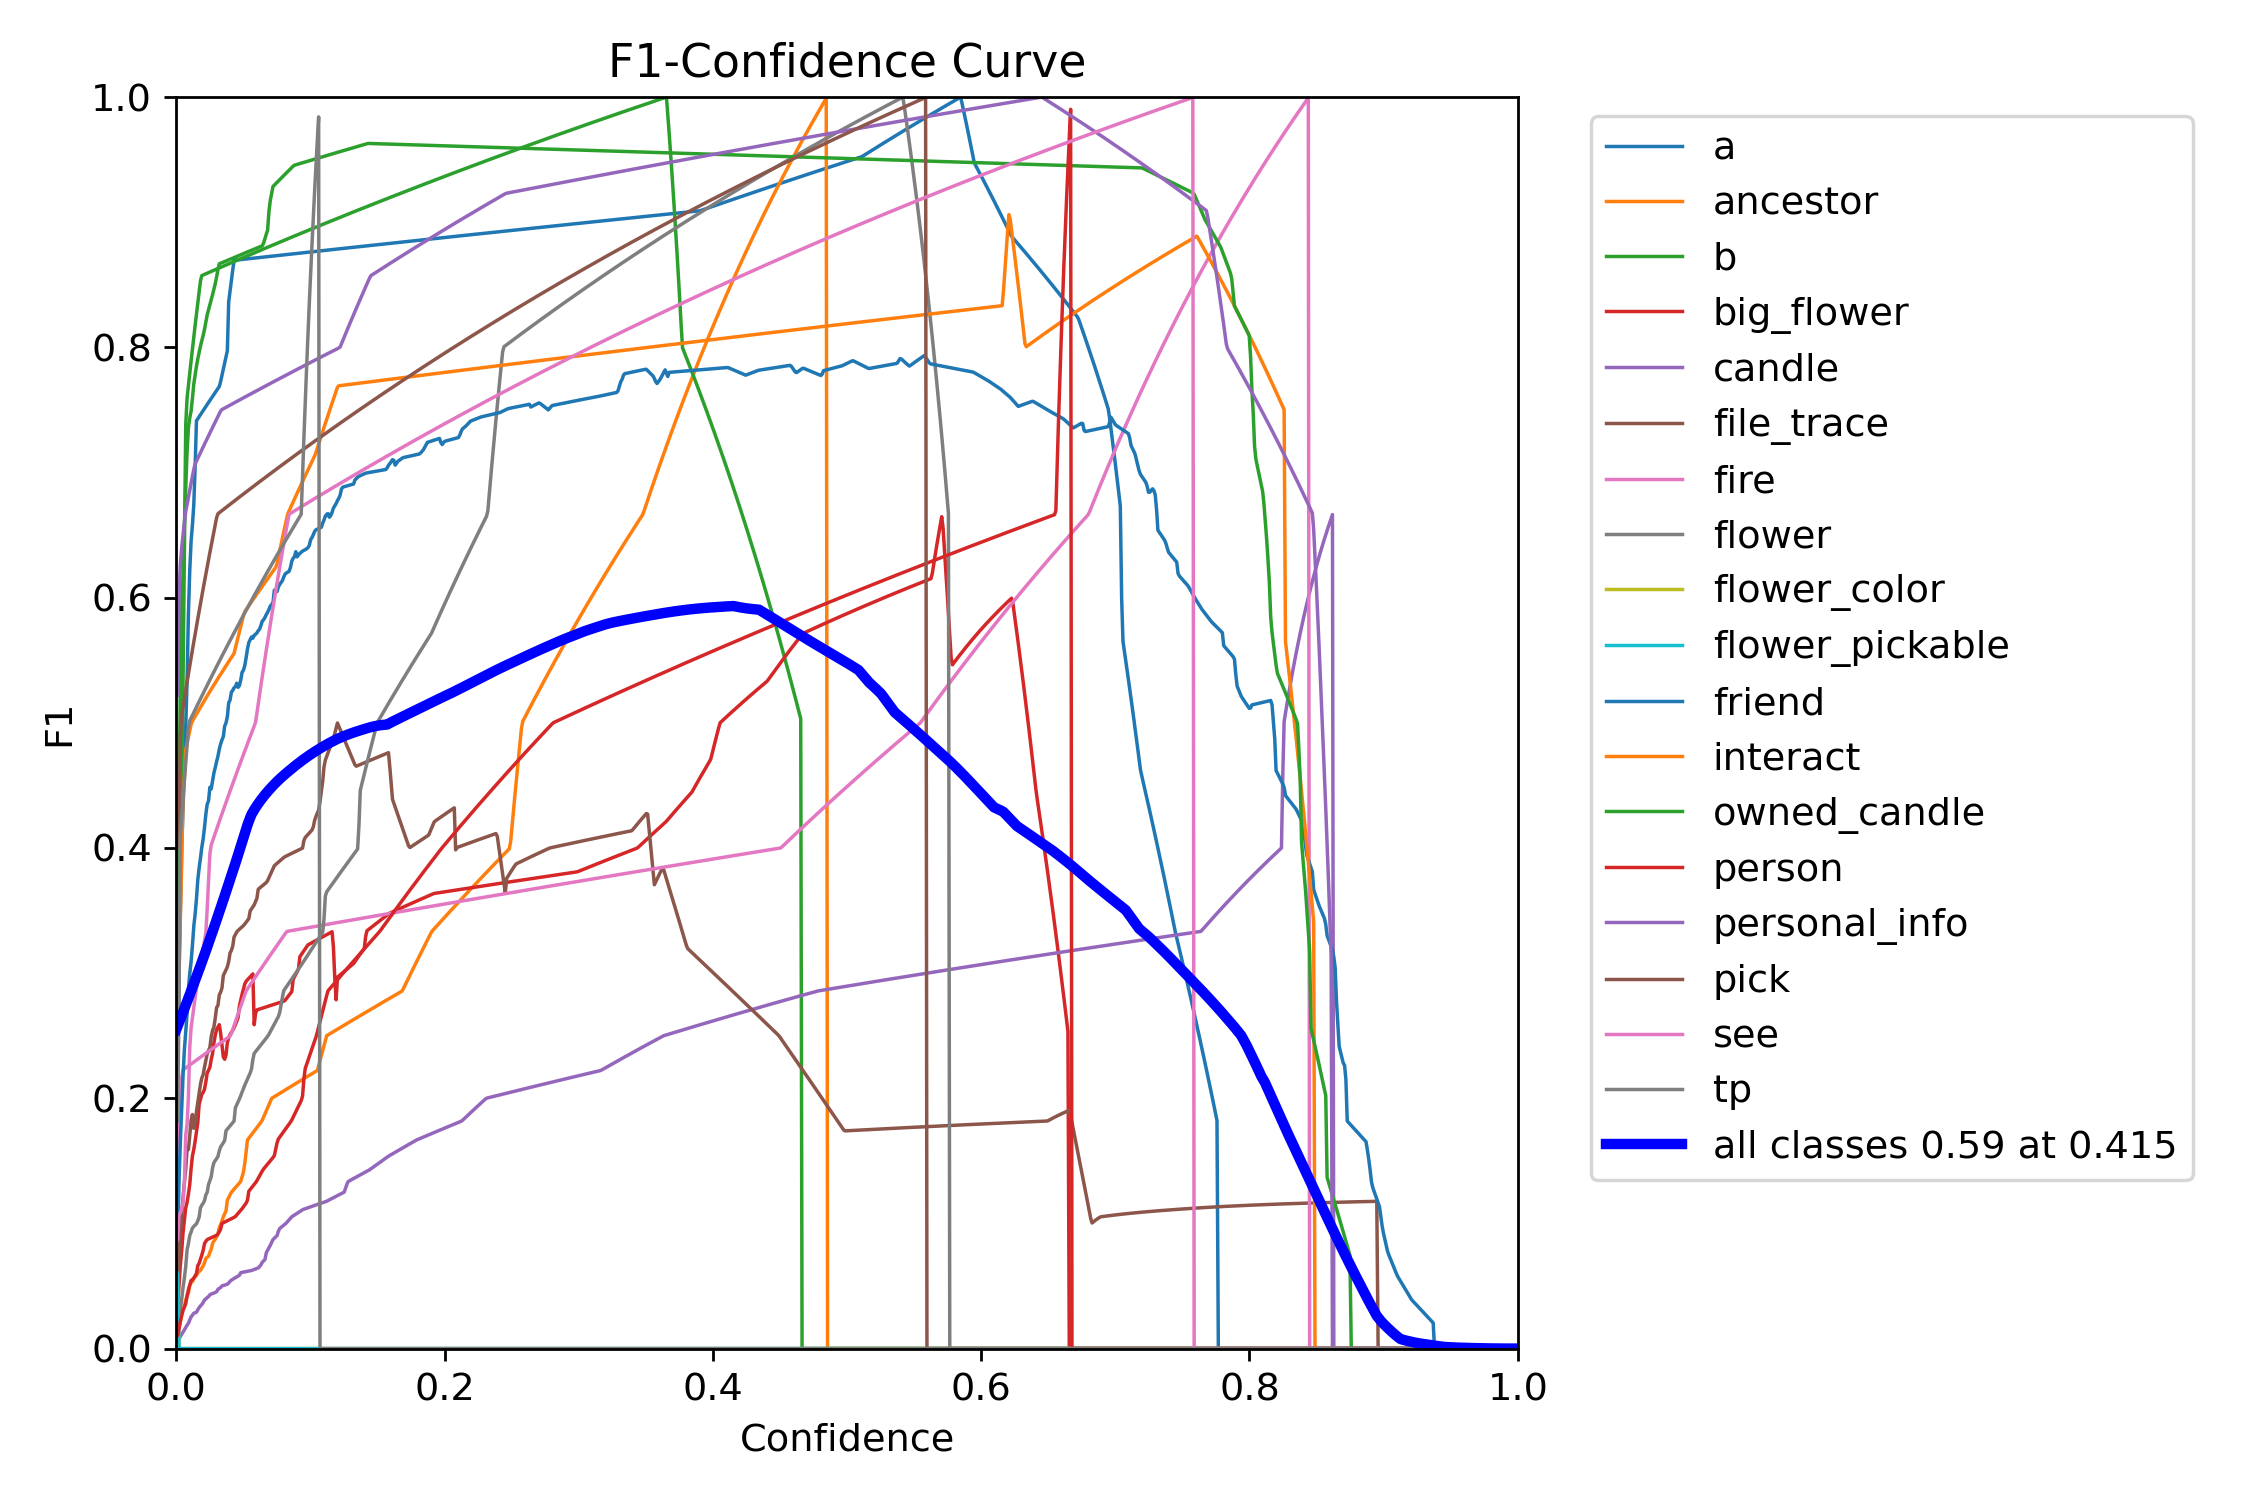 F1-Confidence Curve
1.0
0.8
0.6
0.4
0.2
0.0
F1
0.0 0.2 0.4 0.6 0.8 1.0
Confidence
a
ancestor
b
big_flower
candle
file_trace
fire
flower
flower_color
flower_pickable
friend
interact
owned_candle
person
personal_info
pick
see
tp
all classes 0.59 at 0.415